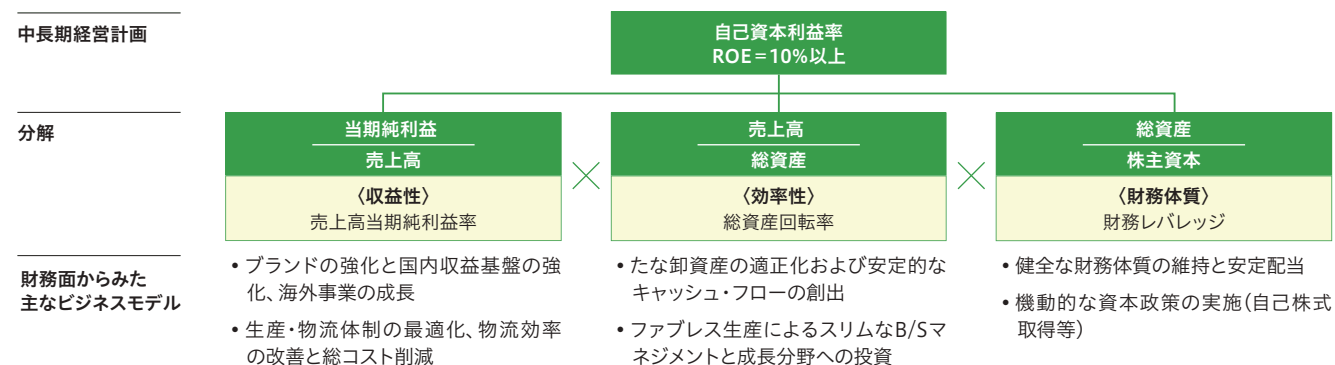 中長期経営計画
自己資本利益率
ROE＝10%以上
分解
当期純利益
売上高
〈収益性〉
売上高当期純利益率
×
売上高
総資産
〈効率性〉
総資産回転率
×
総資産
株主資本
〈財務体質〉
財務レバレッジ
財務面からみた
主なビジネスモデル
•ブランドの強化と国内収益基盤の強
化、海外事業の成長
•生産・物流体制の最適化、物流効率
の改善と総コスト削減
•たな卸資産の適正化および安定的な
キャッシュ・フローの創出
•ファブレス生産によるスリムなB/Sマ
ネジメントと成長分野への投資
•健全な財務体質の維持と安定配当
•機動的な資本政策の実施(自己株式
取得等)